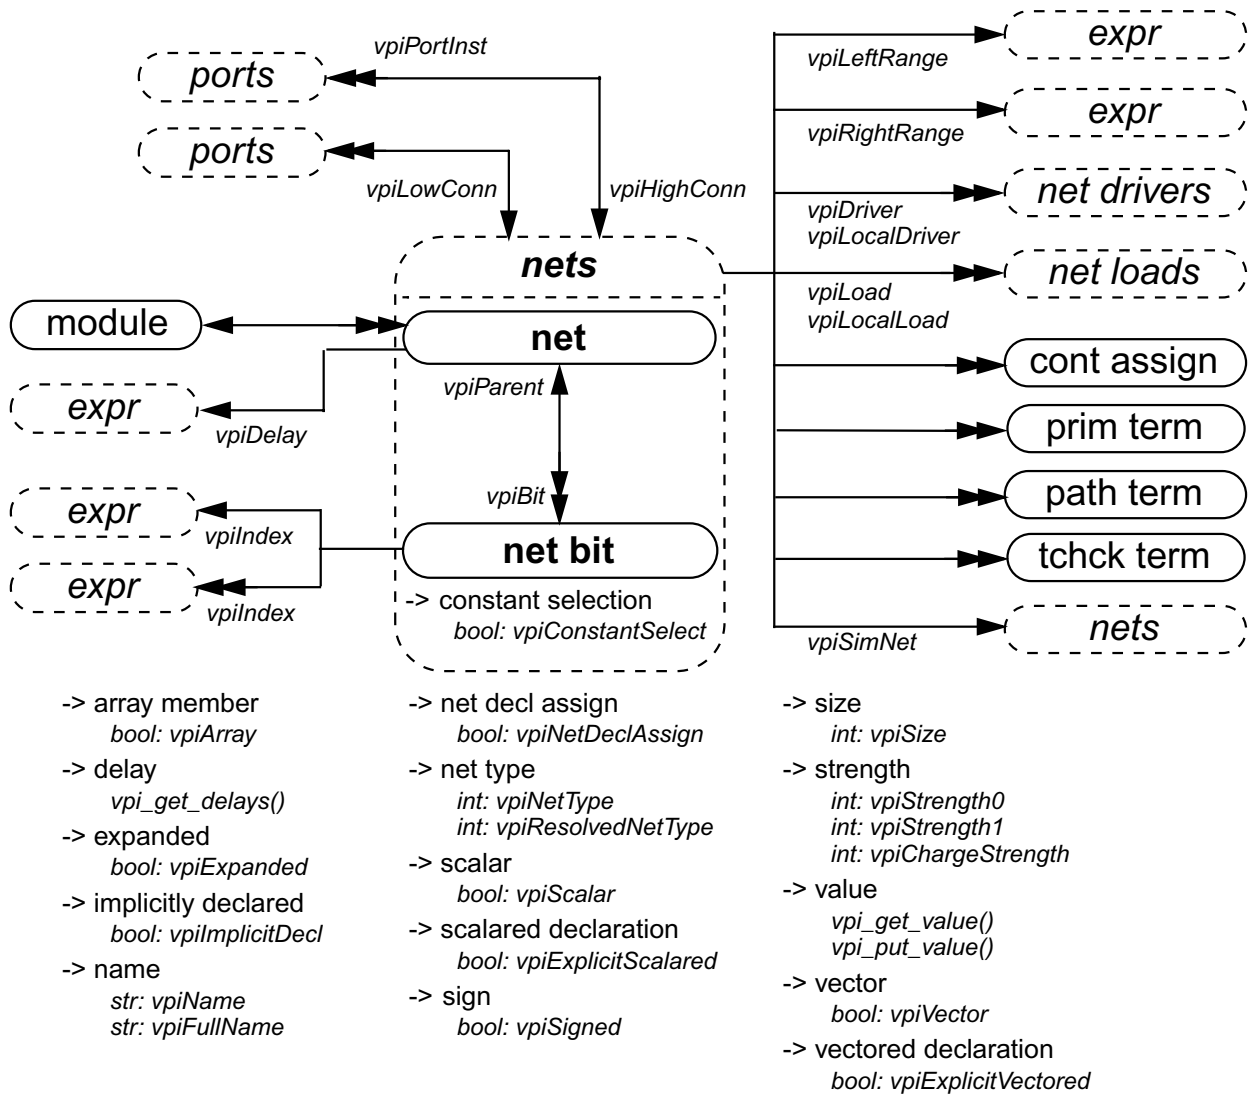 vpiPortInst
ports
ports
vpiLowConn
vpiHighConn
nets
module
net
vpiParent
expr
vpiDelay
vpiBit
expr
vpiIndex
net bit
expr
vpiIndex
-> constant selection
bool: vpiConstantSelect
expr
vpiLeftRange
expr
vpiRightRange
net drivers
vpiDriver
vpiLocalDriver
net loads
vpiLoad
vpiLocalLoad
cont assign
prim term
path term
tchck term
nets
vpiSimNet
-> array member
bool: vpiArray
-> delay
vpi_get_delays()
-> expanded
bool: vpiExpanded
-> implicitly declared
bool: vpiImplicitDecl
-> name
str: vpiName
str: vpiFullName
-> net decl assign
bool: vpiNetDeclAssign
-> net type
int: vpiNetType
int: vpiResolvedNetType
-> scalar
bool: vpiScalar
-> scalared declaration
bool: vpiExplicitScalared
-> sign
bool: vpiSigned
-> size
int: vpiSize
-> strength
int: vpiStrength0
int: vpiStrength1
int: vpiChargeStrength
-> value
vpi_get_value()
vpi_put_value()
-> vector
bool: vpiVector
-> vectored declaration
bool: vpiExplicitVectored